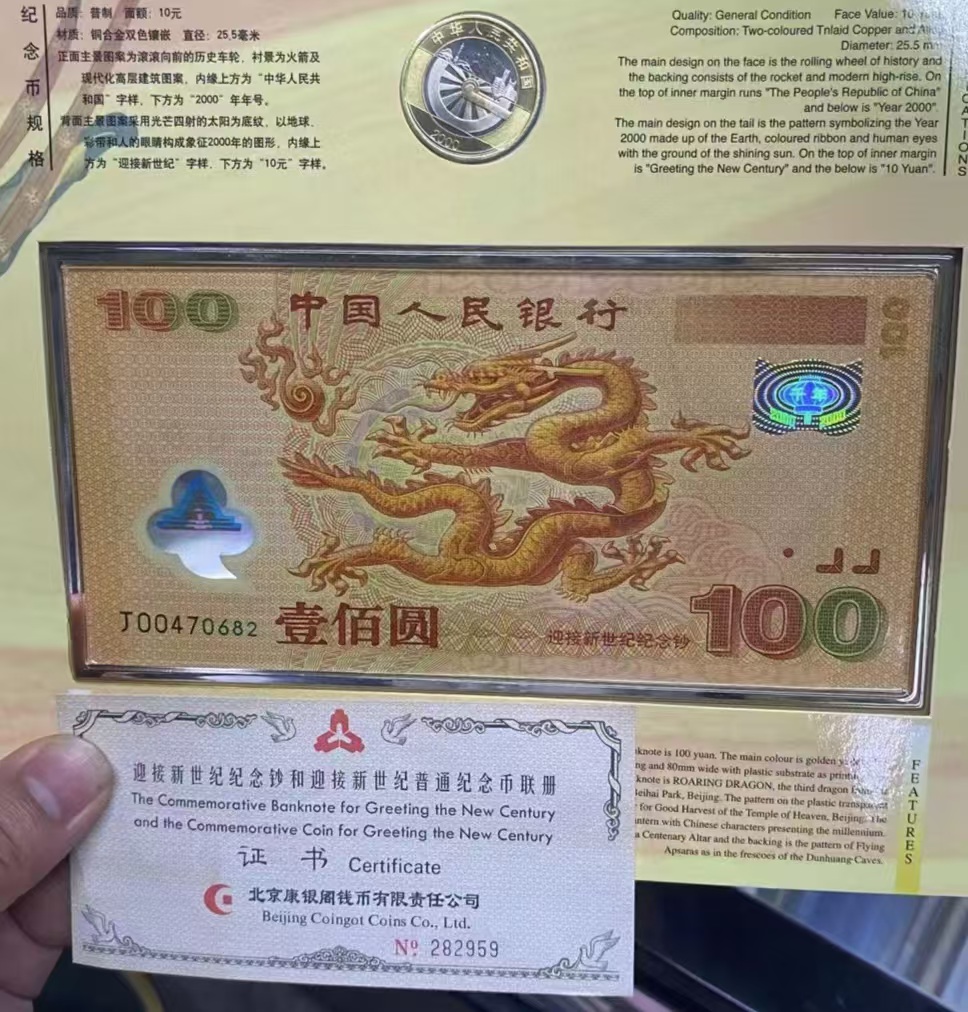 纪念币规格
品质：普制 面额：10元
材质：铜合金双色镶嵌 直径：25.5毫米
正面主景图案为滚滚向前的历史车轮、衬景为火箭及
现代化高层建筑图案，内缘上方为“中华人民共
和国”字样，下方为“2000”年年号。
背面主景图案采用光芒四射的太阳为底纹，以地球、
彩带和人的眼睛构成象征2000年的图形，内缘上
方为“迎接新世纪”字样，下方为“10元”字样。
中华人民共和国
2000
Quality: General Condition Face Value: 10
Composition: Two-coloured Tnlaid Copper and
Diameter: 25.5
The main design on the face is the rolling wheel of history and
the backing consists of the rocket and modern high-rise. On
the top of inner margin runs "The People's Republic of China"
and below is "Year 2000".
The main design on the tail is the pattern symbolizing the Year
2000 made up of the Earth, coloured ribbon and human eyes
with the ground of the shining sun. On the top of inner margin
is "Greeting the New Century" and the below is "10 Yuan".
CATIONS
100
中国人民银行
100
千年
2000 2000
J00470682
壹佰圆
迎接新世纪纪念钞
100
knote is 100 yuan. The main colour is golden
ng and 80mm wide with plastic substrate as
knote is ROARING DRAGON, the third dragon
Beihai Park, Beijing. The pattern on the plastic
for Good Harvest of the Temple of Heaven, Beijing. The
ntern with Chinese characters presenting the millennium.
a Centenary Altar and the backing is the pattern of Flying
Apsaras as in the frescoes of the Dunhuang Caves.
FEATURES
迎接新世纪纪念钞和迎接新世纪普通纪念币联册
The Commemorative Banknote for Greeting the New Century
and the Commemorative Coin for Greeting the New Century
证书 Certificate
北京康银阁钱币有限责任公司
Beijing Coingot Coins Co., Ltd.
Nº 282959